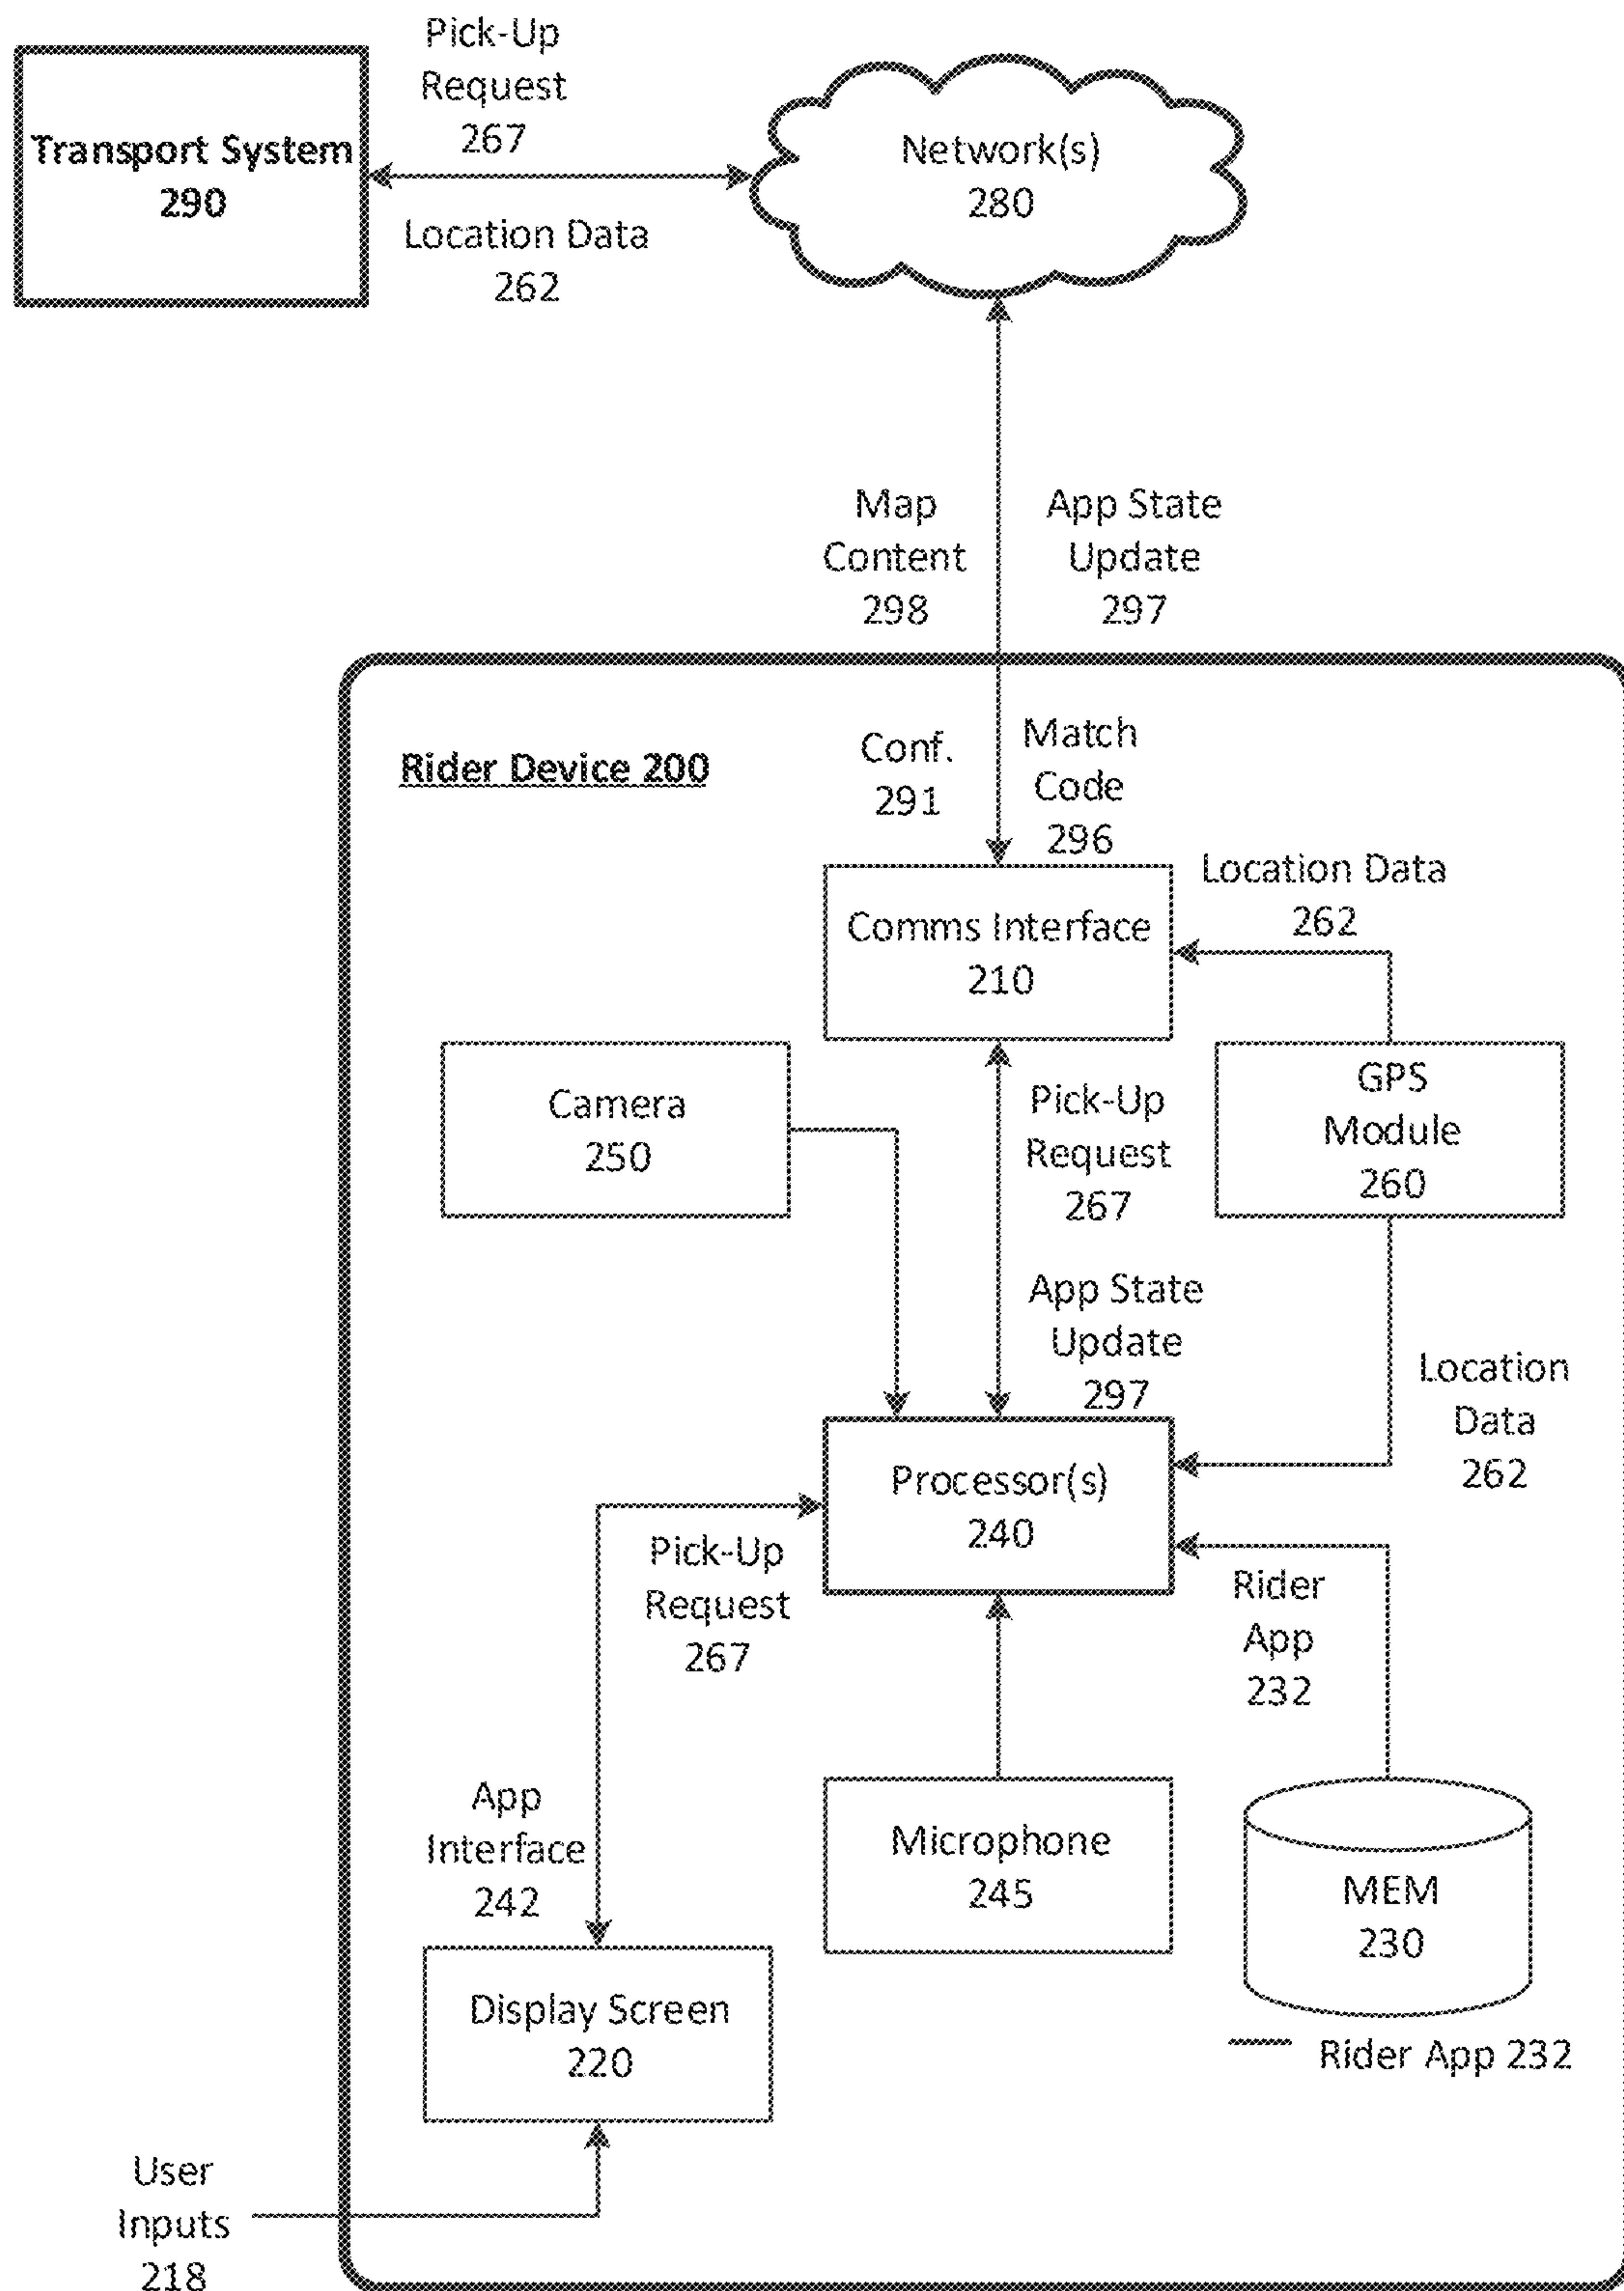 Pick-Up
Request
267
Transport System
290
Location Data
262
Network(s)
280
Map
Content
298
App State
Update
297
Rider Device 200
Conf.
291
Match
Code
296
Location Data
262
Comms Interface
210
Camera
250
Pick-Up
Request
267
GPS
Module
260
App State
Update
297
Location
Data
262
Processor(s)
240
Pick-Up
Request
267
Rider
App
232
App
Interface
242
Microphone
245
MEM
230
Display Screen
220
Rider App 232
User
Inputs
218